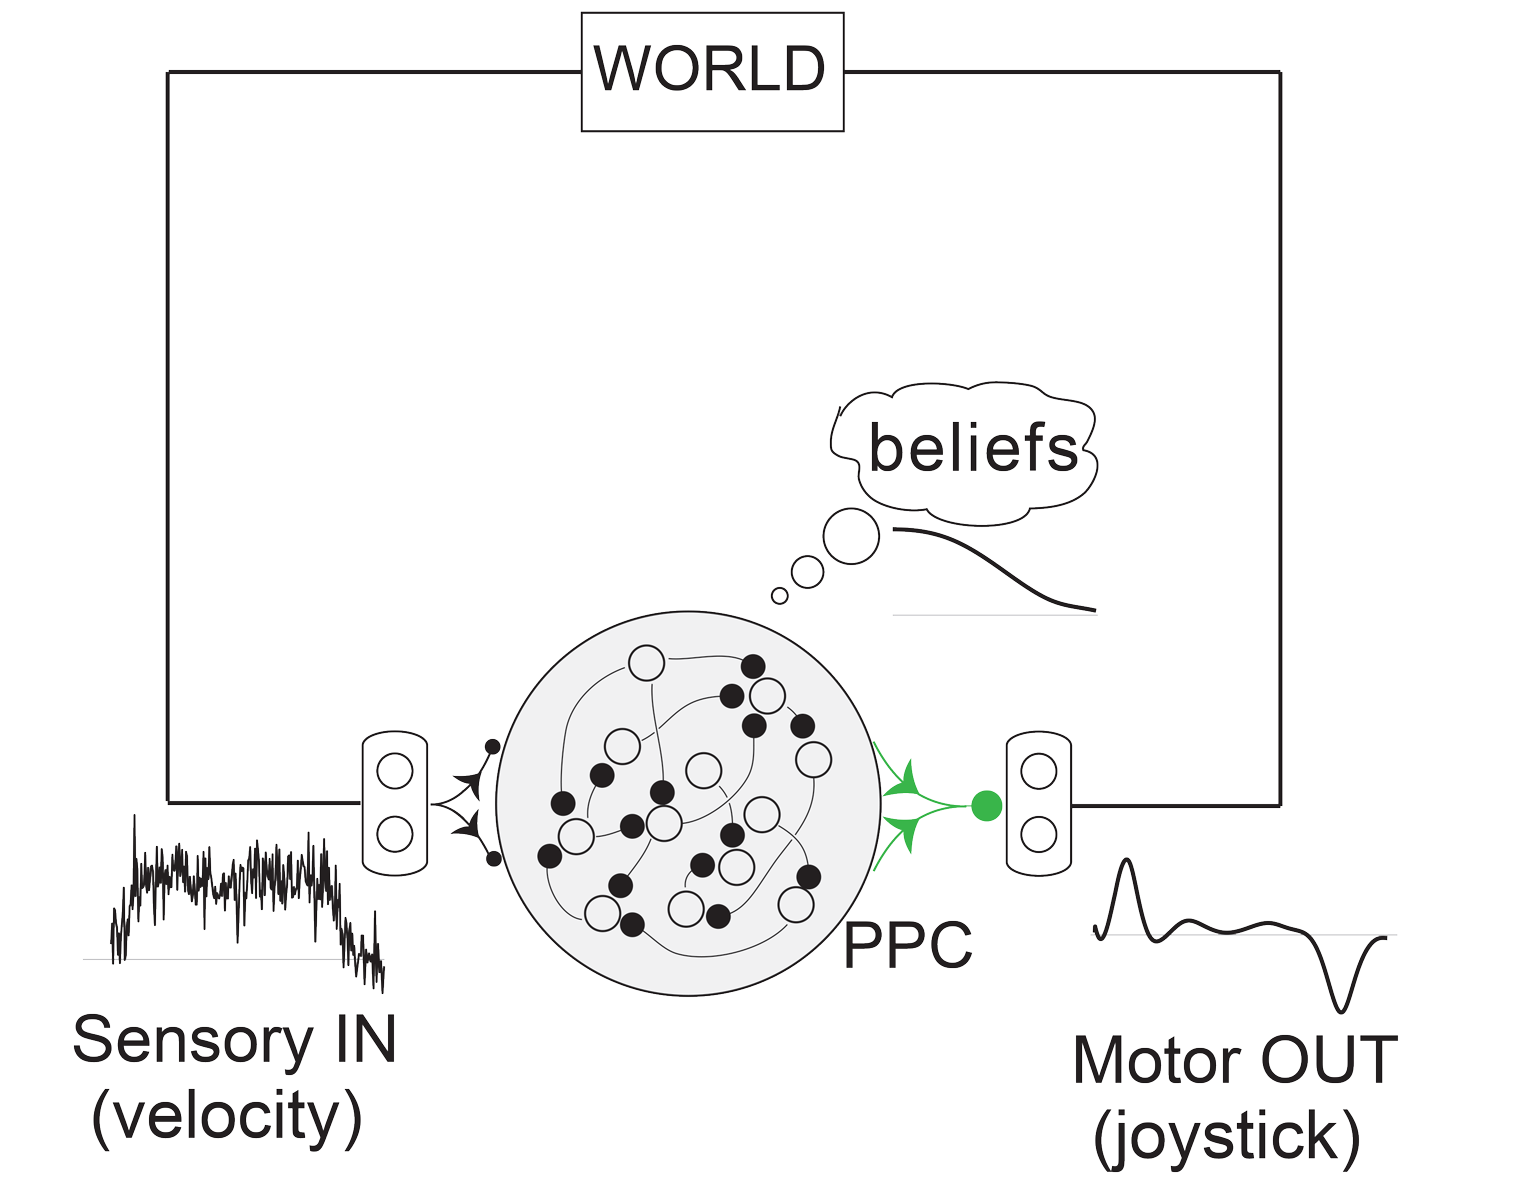 WORLD
beliefs
PPC
Sensory IN
(velocity)
Motor OUT
(joystick)